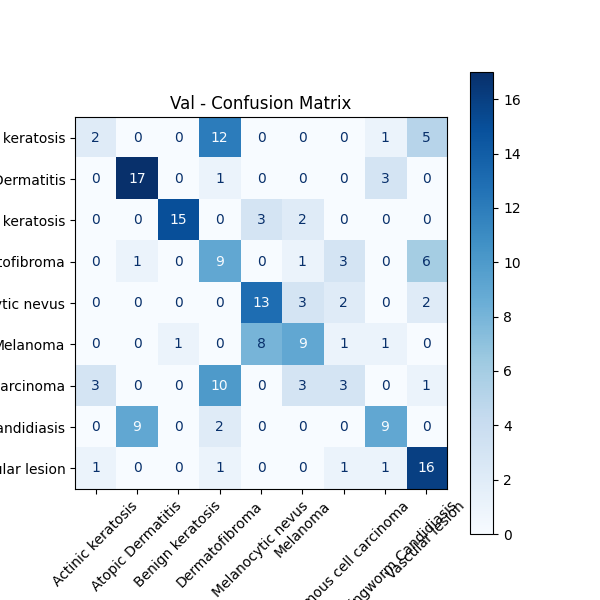 Val - Confusion Matrix
keratosis 2 0 0 12 0 0 0 1 5
Dermatitis 0 17 0 1 0 0 0 3 0
keratosis 0 0 15 0 3 2 0 0 0
tofibroma 0 1 0 9 0 1 3 0 6
ytic nevus 0 0 0 0 13 3 2 0 2
Melanoma 0 0 1 0 8 9 1 1 0
arcinoma 3 0 0 10 0 3 3 0 1
andidiasis 0 9 0 2 0 0 0 9 0
ular lesion 1 0 0 1 0 0 1 1 16
Actinic keratosis
Atopic Dermatitis
Benign keratosis
Dermatofibroma
Melanocytic nevus
Melanoma
mous cell carcinoma
ngworm Candidiasis
Vascular lesion
16
14
12
10
8
6
4
2
0